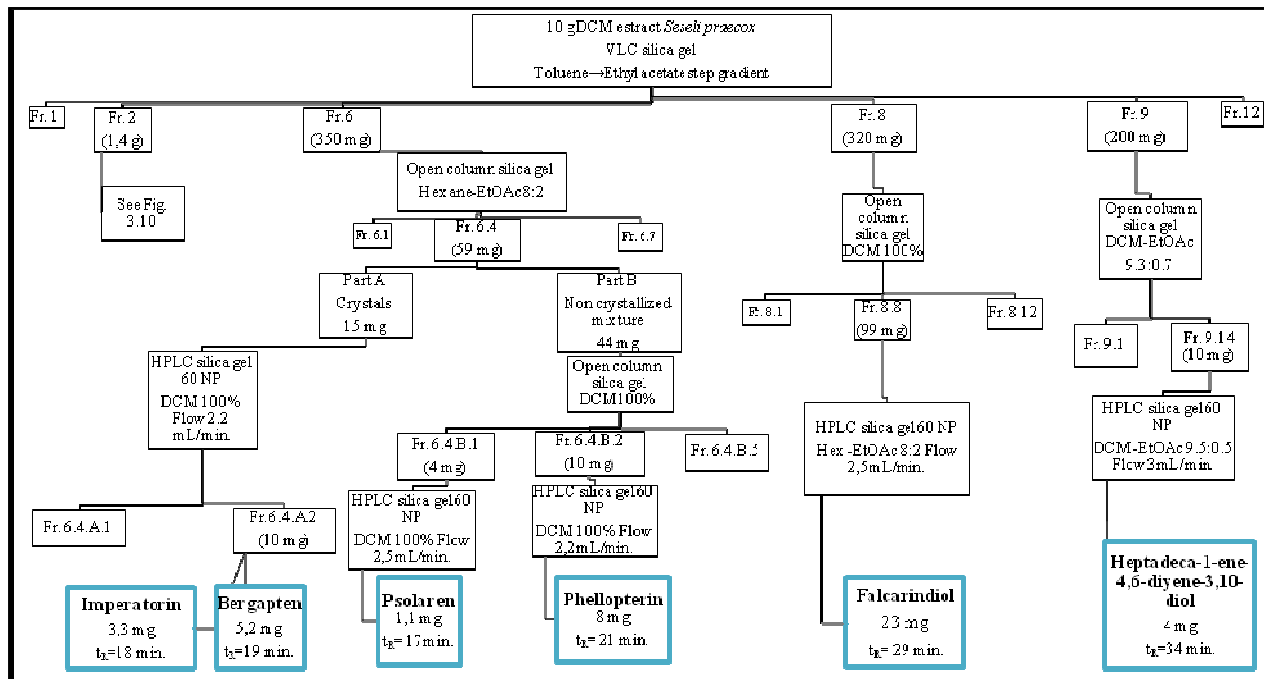 10 gDCM extract Seseli præcox
VLC silica gel
Toluene→Ethyl acetate step gradient
Fr. 1
Fr. 2
(1,4 g)
Fr. 6
(350 mg)
Fr. 8
(320 mg)
Fr. 9
(200 mg)
Fr. 12
See Fig.
3.10
Open column silica gel
Hexane-EtOAc8:2
Open
column
silica gel
DCM 100%
Open column
silica gel
DCM-EtOAc
9.3:0.7
Fr. 6.1
Fr. 6.4
(59 mg)
Fr. 6.7
Part A
Crystals
15 mg
Part B
Non crystallized
mixture
44 mg
Fr. 8.1
Fr. 8.8
(99 mg)
Fr. 8.12
Fr. 9.1
Fr. 9.14
(10 mg)
HPLC silica gel
60 NP
DCM 100%
Flow 2.2
mL/min.
Open column
silica gel
DCM100%
HPLC silica gel60 NP
Hex -EtOAc 8:2 Flow
2,5mL/min.
HPLC silica gel60
NP
DCM-EtOAc 9.5:0.5
Flow 3mL/min
Fr. 6.4.B.1
(4 mg)
Fr. 6.4.B.2
(10 mg)
Fr. 6.4.B.5
Fr. 6.4.A.1
Fr. 6.4.A.2
(10 mg)
HPLC silica gel60
NP
DCM 100% Flow
2,5mL/min.
HPLC silica gel60
NP
DCM 100% Flow
2,2mL/min.
Imperatorin
3,3 mg
tR=18 min.
Bergapten
5,2 mg
tR=19 min.
Psolaren
1,1 mg
tR= 17min.
Phellopterin
8 mg
tR= 21 min.
Falcarindiol
23 mg
tR= 29 min.
Heptadeca-1-ene-
4,6-diyene-3,10-
diol
4 mg
tR=34 min.